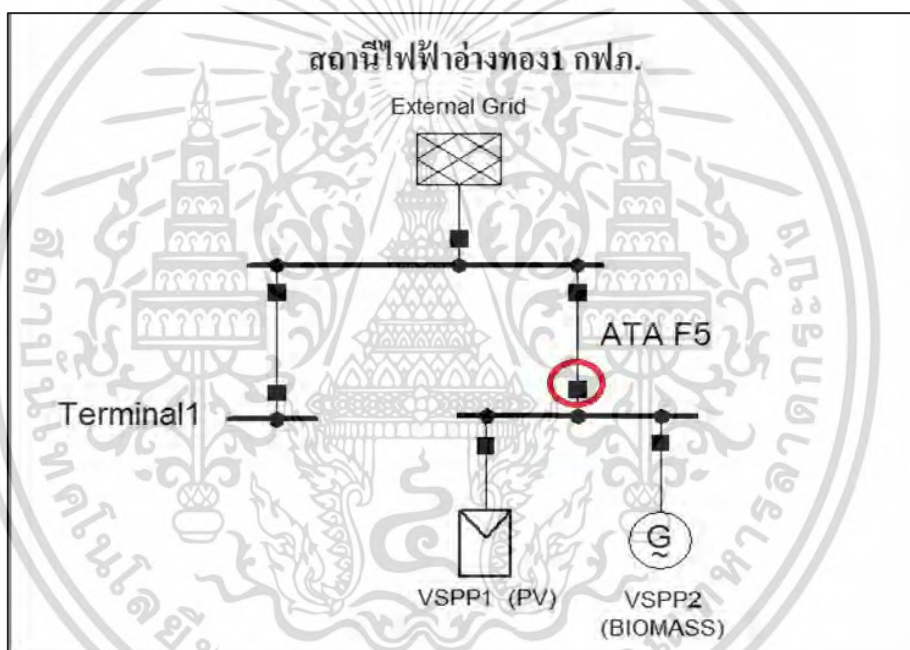 สถานีไฟฟ้าอ่างทอง1 กฟภ.
External Grid
ATA F5
Terminal1
G
~
VSPP1 (PV)
VSPP2
(BIOMASS)